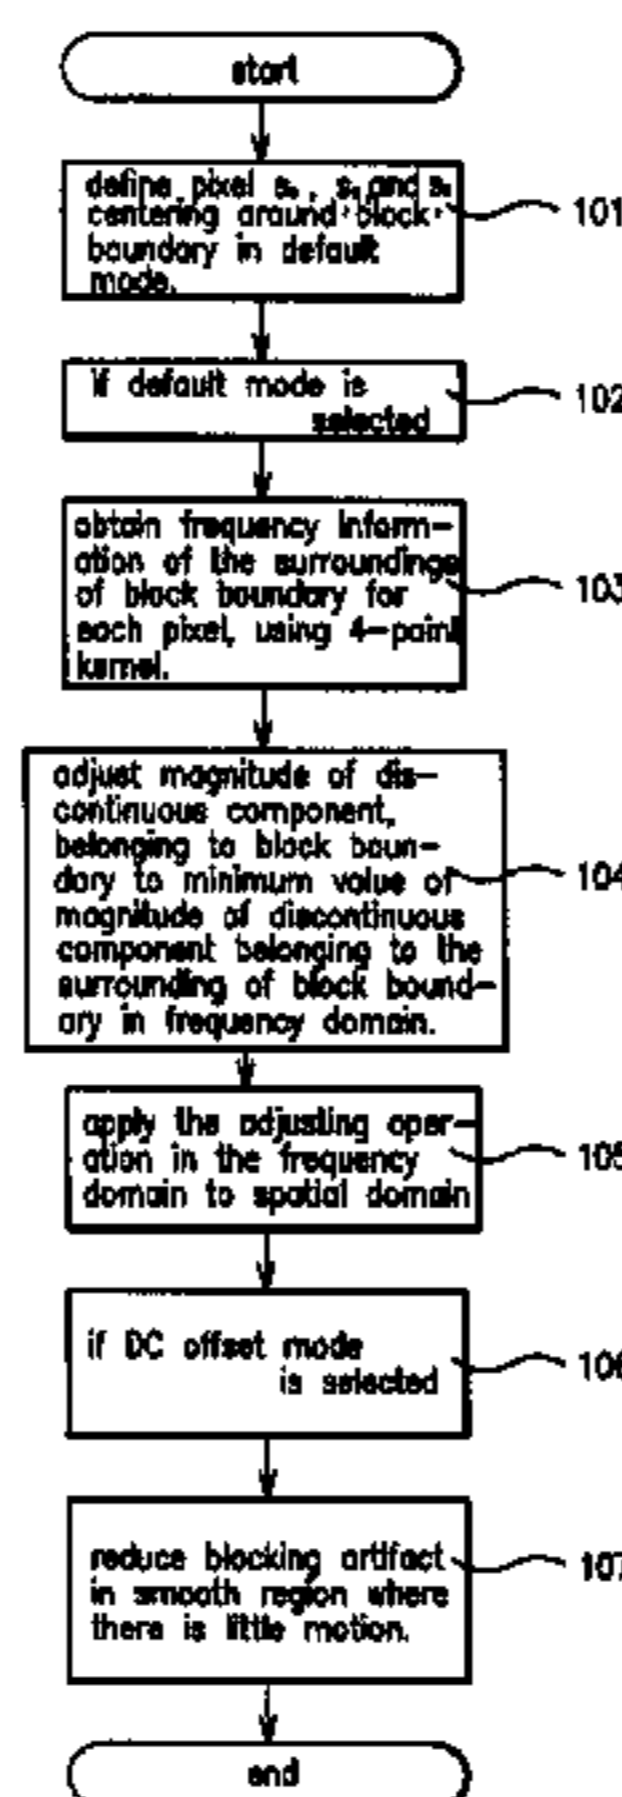 start
define pixel s₀, s₁ and s₂
centering around block
boundary in default
mode.
101
if default mode is
selected
102
obtain frequency inform-
ation of the surroundings
of block boundary for
each pixel, using 4-point
kernel.
103
adjust magnitude of dis-
continuous component,
belonging to block boun-
dary to minimum value of
magnitude of discontinuous
component belonging to the
surrounding of block bound-
ary in frequency domain.
104
apply the adjusting oper-
ation in the frequency
domain to spatial domain
105
if DC offset mode
is selected
106
reduce blocking artifact
in smooth region where
there is little motion.
107
end